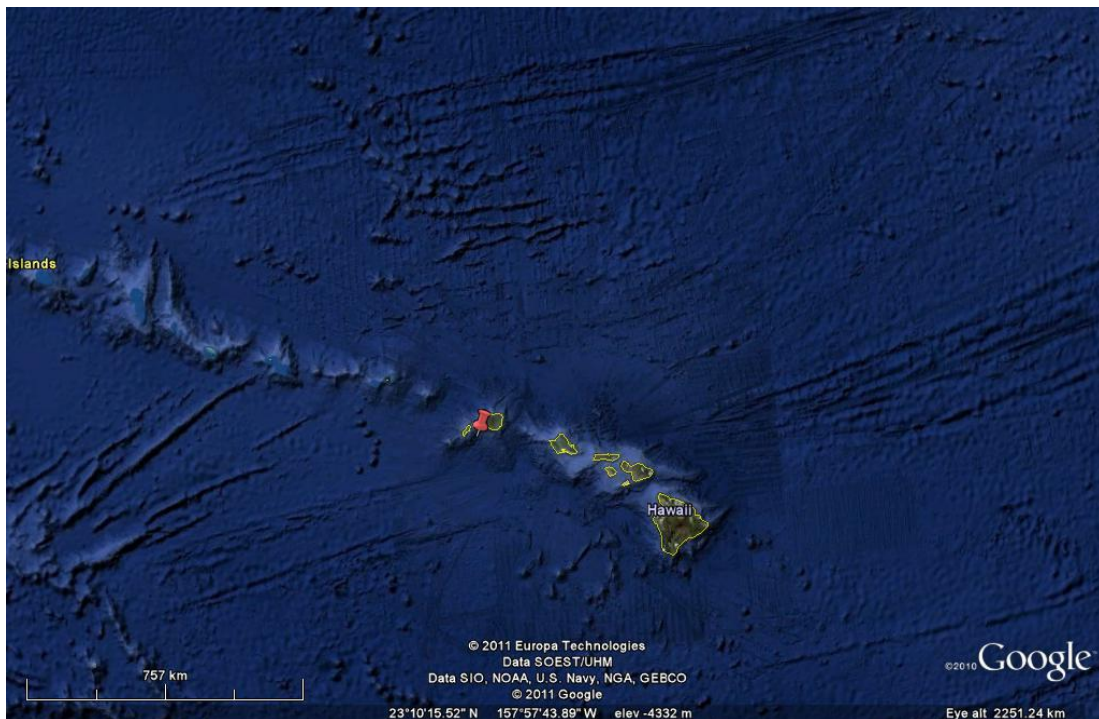 Islands
Hawaii
© 2011 Europa Technologies
Data SOEST/UHM
Data SIO, NOAA, U.S. Navy, NGA, GEBCO
© 2011 Google
©2010 Google
757 km
23°10'15.52" N 157°57'43.89" W elev -4332 m
Eye alt 2251.24 km